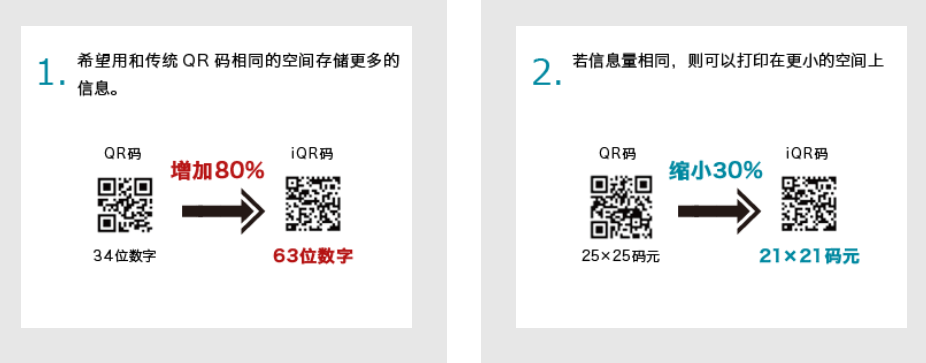 1.
希望用和传统 QR 码相同的空间存储更多的
信息。
QR码
增加80%
iQR码
34位数字
63位数字
2.
若信息量相同，则可以打印在更小的空间上
QR码
缩小30%
iQR码
25×25码元
21×21码元